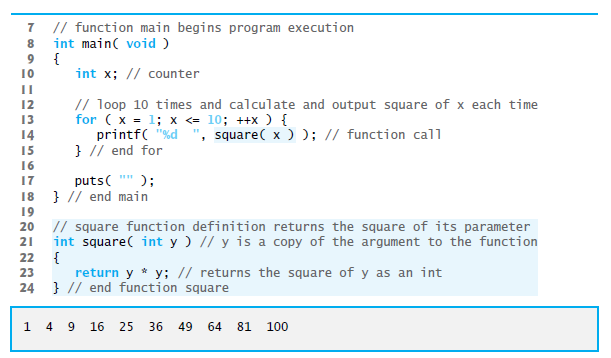 7 // function main begins program execution
8 int main( void )
9 {
10 int x; // counter
11
12 // loop 10 times and calculate and output square of x each time
13 for ( x = 1; x <= 10; ++x ) {
14 printf( "%d  ", square( x ) ); // function call
15 } // end for
16
17 puts( "" );
18 } // end main
19
20 // square function definition returns the square of its parameter
21 int square( int y ) // y is a copy of the argument to the function
22 {
23 return y * y; // returns the square of y as an int
24 } // end function square
1 4 9 16 25 36 49 64 81 100